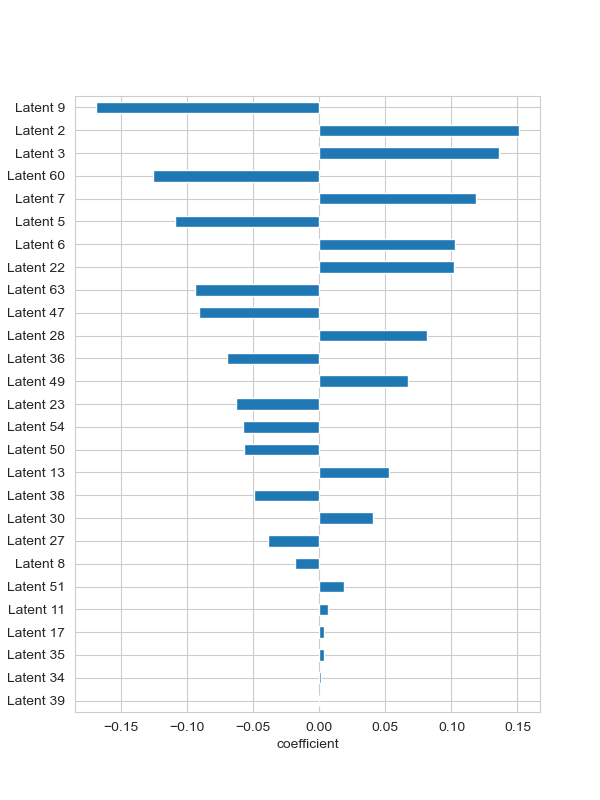 Latent 9
Latent 2
Latent 3
Latent 60
Latent 7
Latent 5
Latent 6
Latent 22
Latent 63
Latent 47
Latent 28
Latent 36
Latent 49
Latent 23
Latent 54
Latent 50
Latent 13
Latent 38
Latent 30
Latent 27
Latent 8
Latent 51
Latent 11
Latent 17
Latent 35
Latent 34
Latent 39
−0.15 −0.10 −0.05 0.00 0.05 0.10 0.15
coefficient